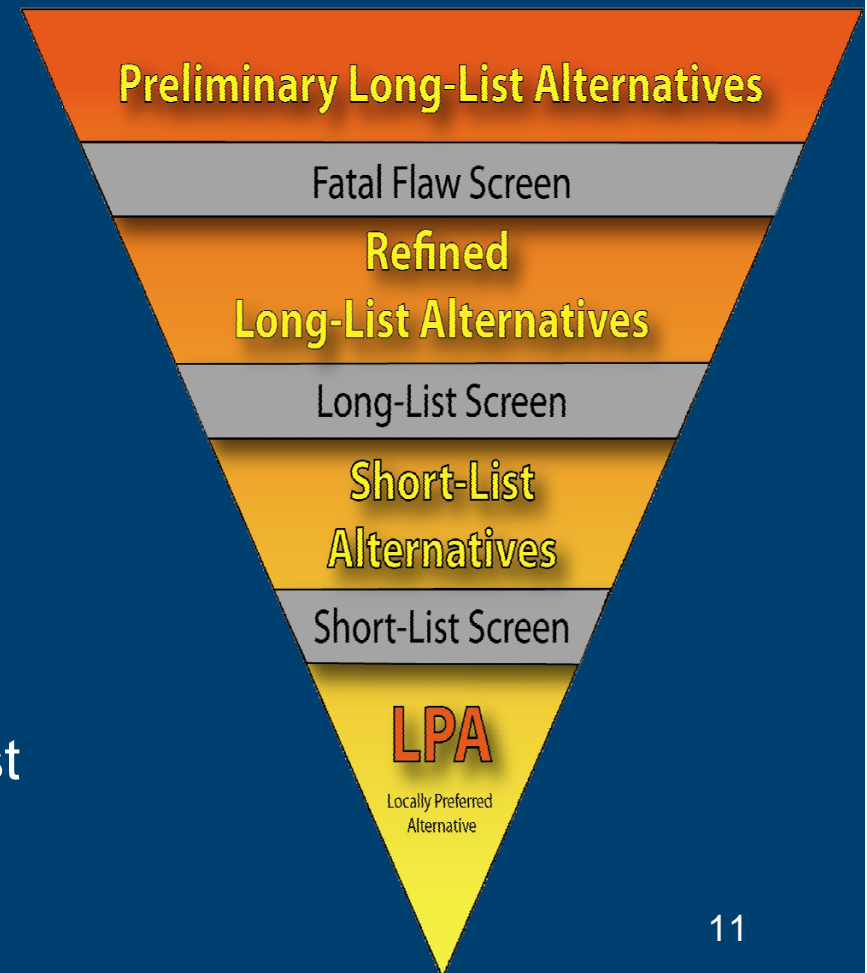 Preliminary Long-List Alternatives
Fatal Flaw Screen
Refined
Long-List Alternatives
Long-List Screen
Short-List
Alternatives
Short-List Screen
LPA
Locally Preferred
Alternative
11